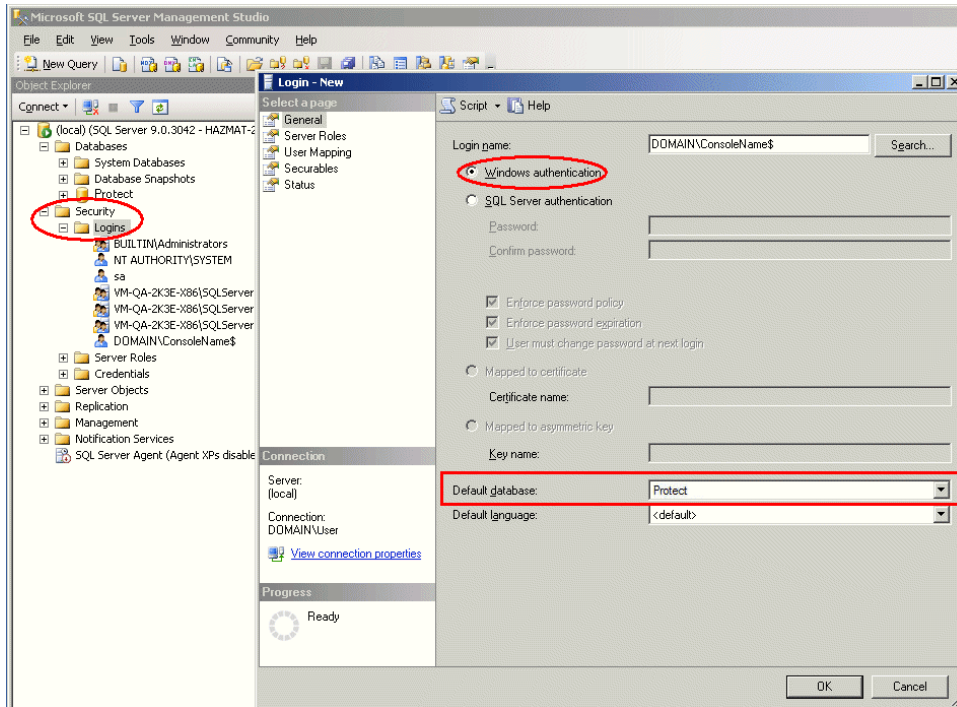 Microsoft SQL Server Management Studio
File Edit View Tools Window Community Help
New Query
Object Explorer
Connect
(local) (SQL Server 9.0.3042 - HAZMAT-2
Databases
System Databases
Database Snapshots
Protect
Security
Logins
BUILTIN\Administrators
NT AUTHORITY\SYSTEM
sa
VM-QA-2K3E-X86\SQLServer
VM-QA-2K3E-X86\SQLServer
VM-QA-2K3E-X86\SQLServer
DOMAIN\ConsoleName$
Server Roles
Credentials
Server Objects
Replication
Management
Notification Services
SQL Server Agent (Agent XPs disable
Login - New
Select a page
General
Server Roles
User Mapping
Securables
Status
Connection
Server:
(local)
Connection:
DOMAIN\User
View connection properties
Progress
Ready
Script Help
Login name: DOMAIN\ConsoleName$ Search...
Windows authentication
SQL Server authentication
Password:
Confirm password:
Enforce password policy
Enforce password expiration
User must change password at next login
Mapped to certificate
Certificate name:
Mapped to asymmetric key
Key name:
Default database: Protect
Default language: <default>
OK Cancel